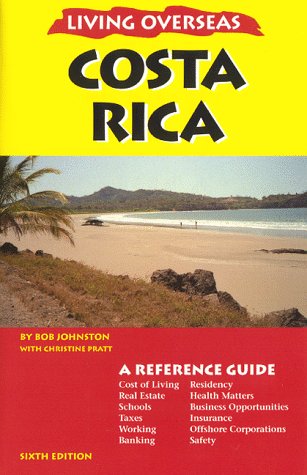 LIVING OVERSEAS
COSTA
RICA
BY BOB JOHNSTON
WITH CHRISTINE PRATT
A REFERENCE GUIDE
Cost of Living
Real Estate
Schools
Taxes
Working
Banking
Residency
Health Matters
Business Opportunities
Insurance
Offshore Corporations
Safety
SIXTH EDITION